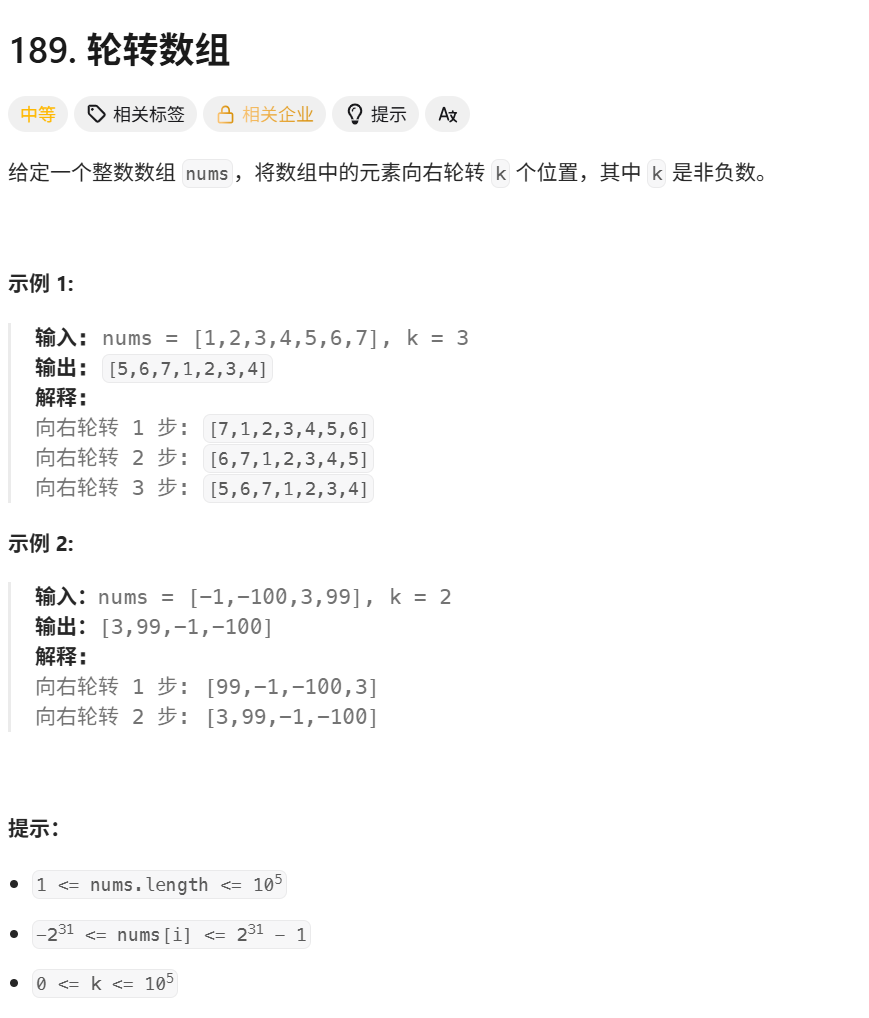 189. 轮转数组
中等 相关标签 相关企业 提示 Aあ
给定一个整数数组 nums，将数组中的元素向右轮转 k 个位置，其中 k 是非负数。
示例 1:
输入: nums = [1,2,3,4,5,6,7], k = 3
输出: [5,6,7,1,2,3,4]
解释:
向右轮转 1 步: [7,1,2,3,4,5,6]
向右轮转 2 步: [6,7,1,2,3,4,5]
向右轮转 3 步: [5,6,7,1,2,3,4]
示例 2:
输入：nums = [-1,-100,3,99], k = 2
输出：[3,99,-1,-100]
解释:
向右轮转 1 步: [99,-1,-100,3]
向右轮转 2 步: [3,99,-1,-100]
提示：
1 <= nums.length <= 10⁵
-2³¹ <= nums[i] <= 2³¹ - 1
0 <= k <= 10⁵